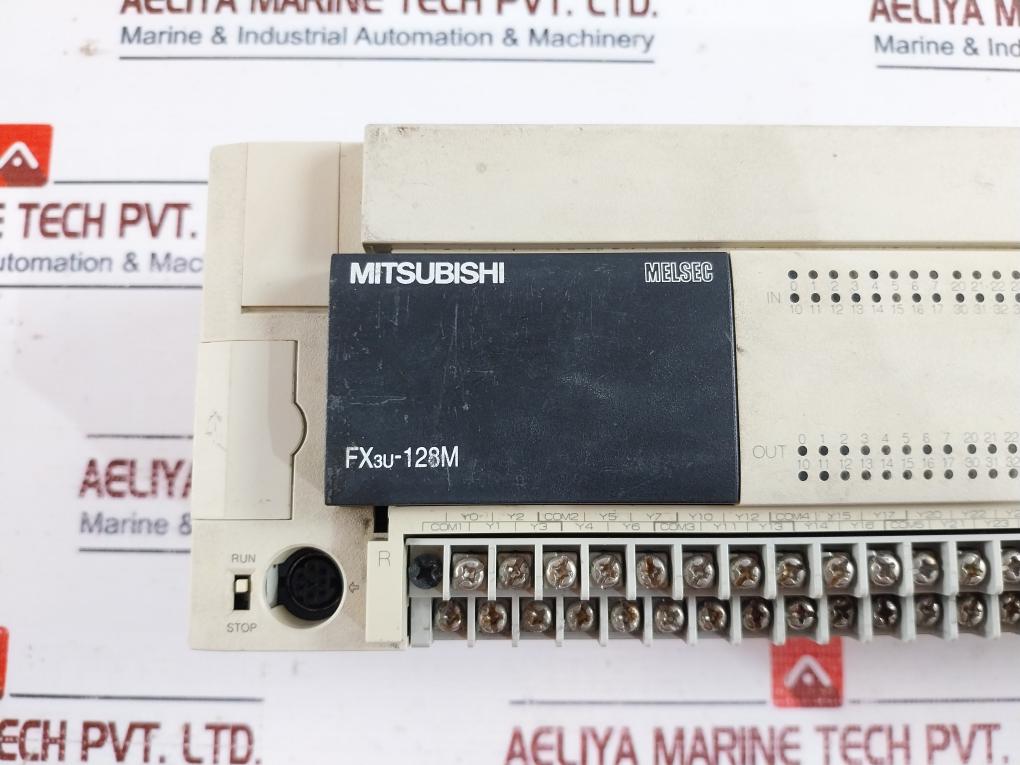 AELIYA MARINE TECH PVT. LTD.
Marine & Industrial Automation & Machinery
AELIYA MARIN
Marine & Ind
E TECH PVT.
utomation & Mac
MITSUBISHI MELSEC
0 1 2 3 4 5 6 7 20 21 22
IN
10 11 12 13 14 15 16 17 30 31 32
FX3U-128M
OUT
0 1 2 3 4 5 6 7 20 21 22
10 11 12 13 14 15 16 17 30 31 32
AELIYA
Marine &
Y0 Y2 COM2 Y5 Y7 Y10 Y12 COM4 Y15 Y17 Y20 Y22
COM1 Y1 Y3 Y4 Y6 COM3 Y11 Y13 Y14 Y16 COM5 Y21 Y23
RUN
R
STOP
ECH PVT. LTD.
Automation & Machinery
AELIYA MARINE TECH PVT